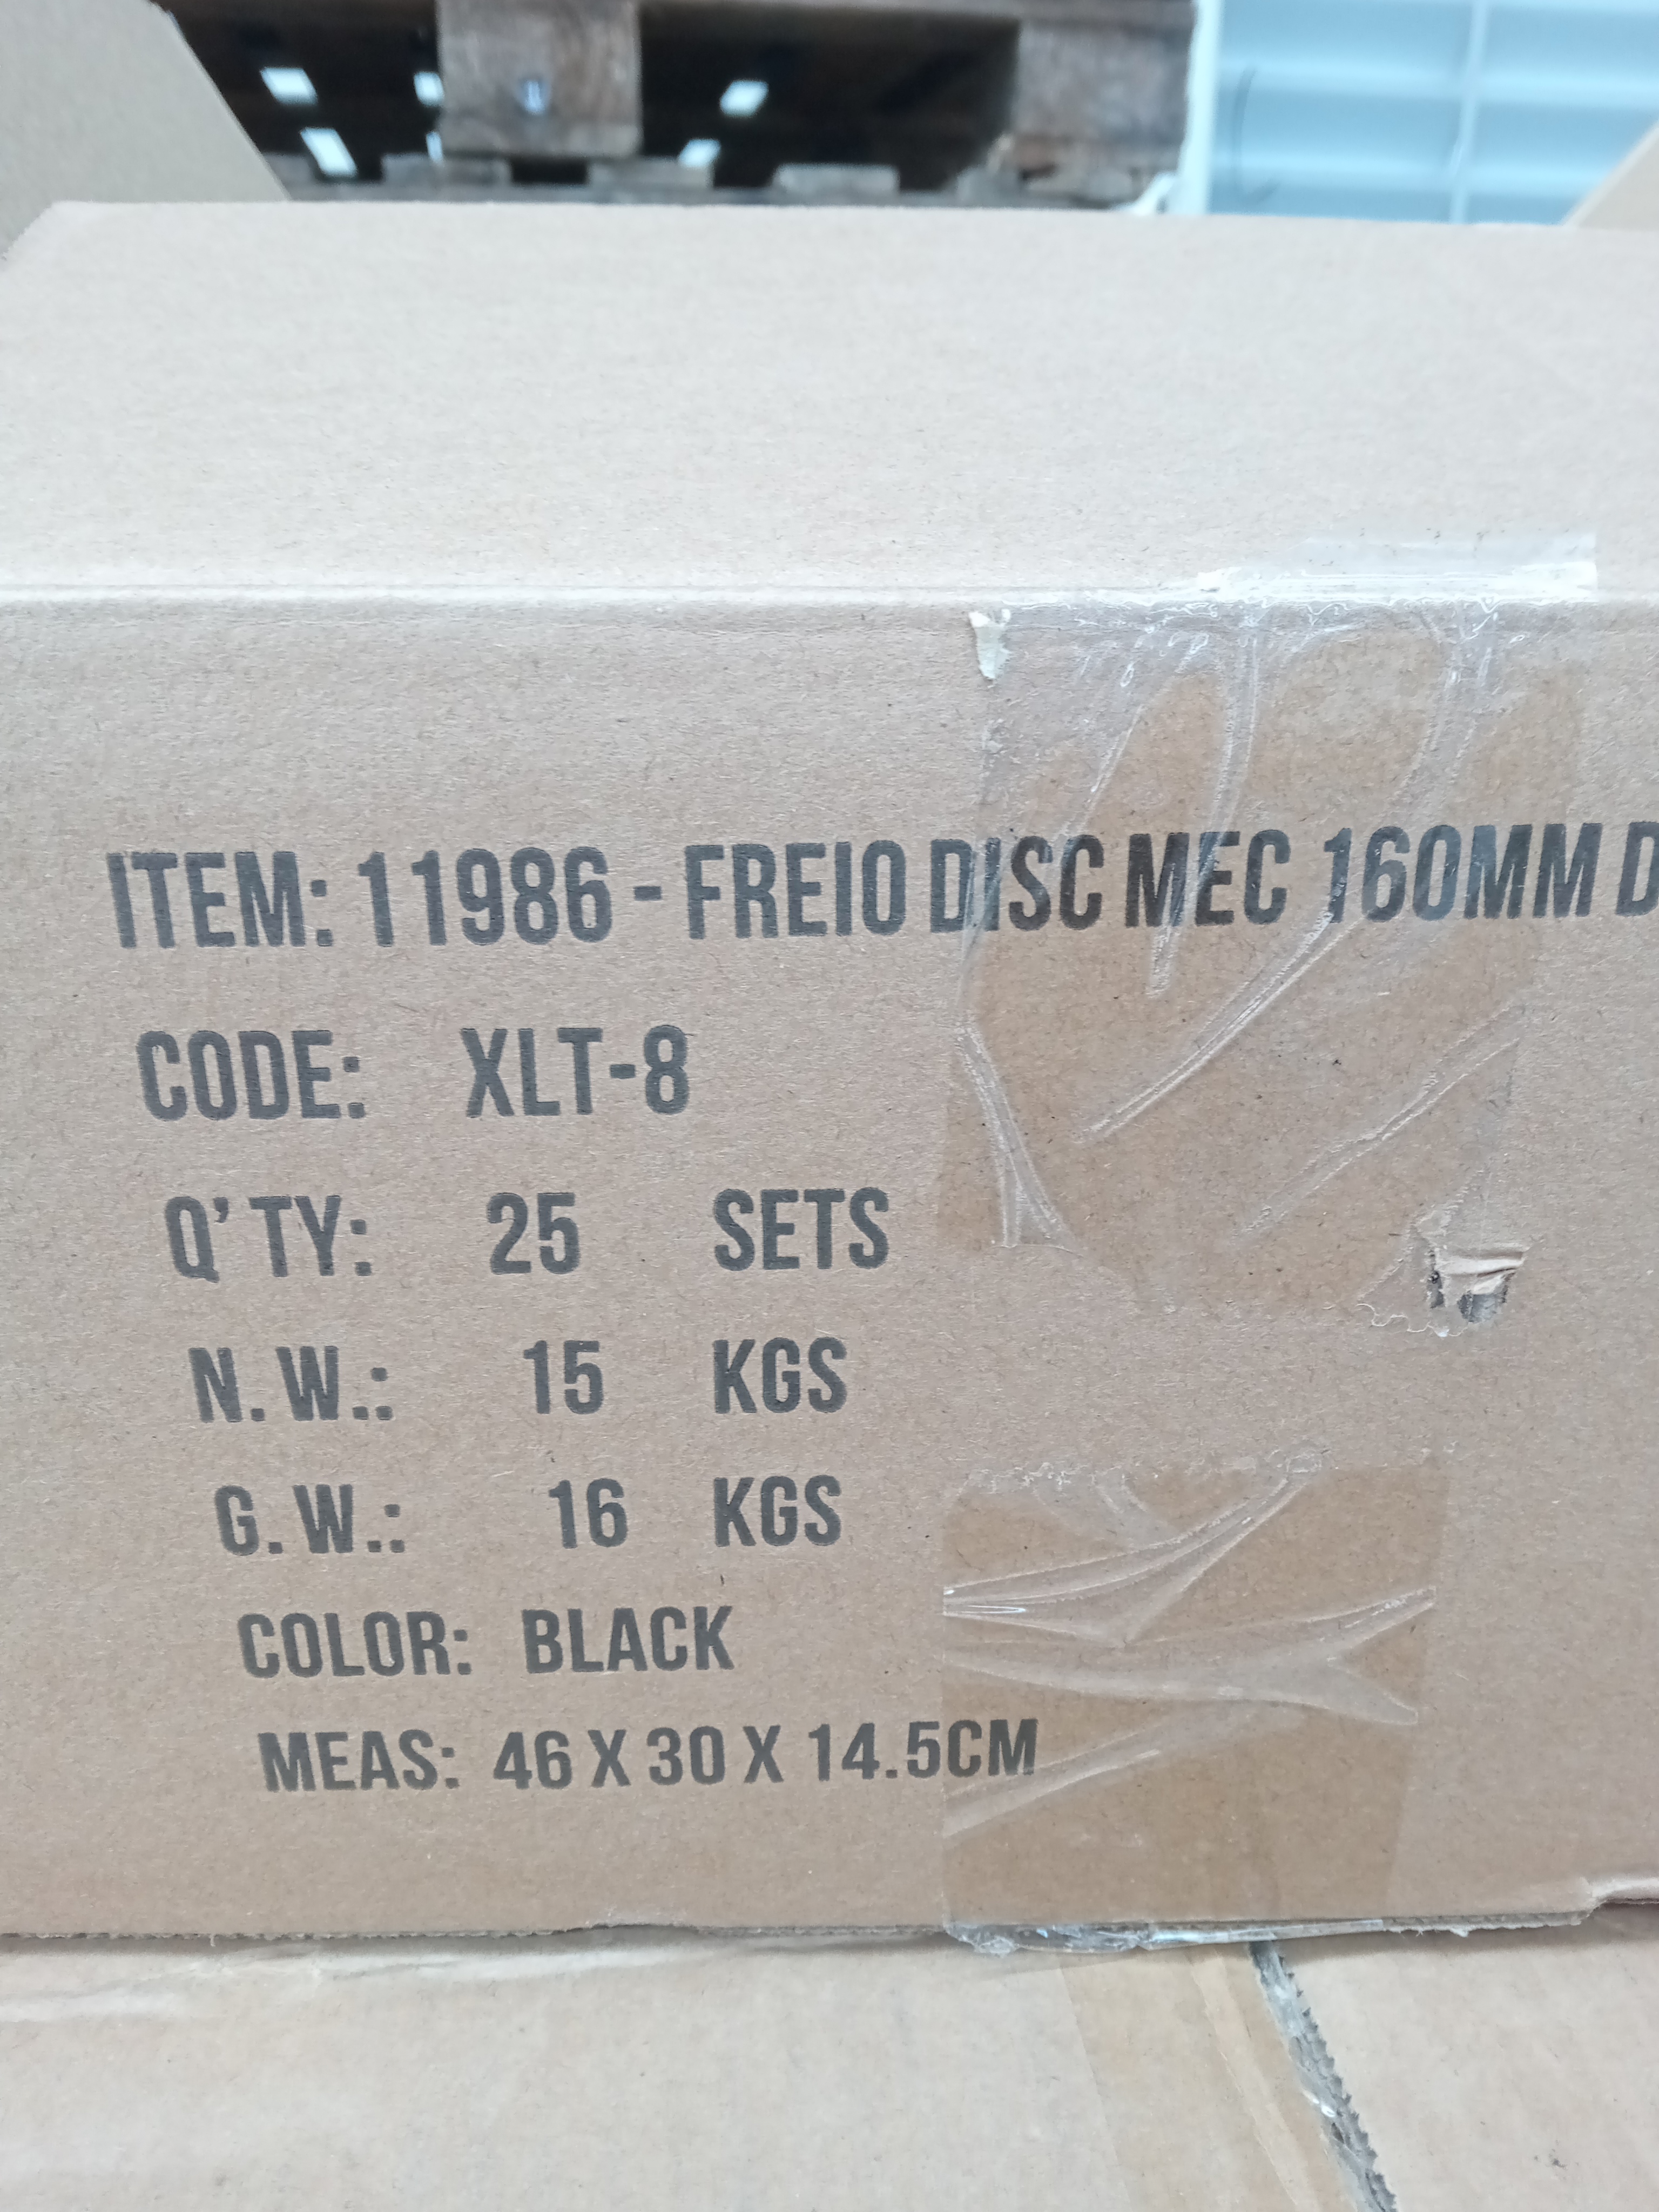 ITEM: 11986 - FREIO DISC MEC 160MM D
CODE: XLT-8
Q'TY: 25 SETS
N.W.: 15 KGS
G.W.: 16 KGS
COLOR: BLACK
MEAS: 46 X 30 X 14.5CM